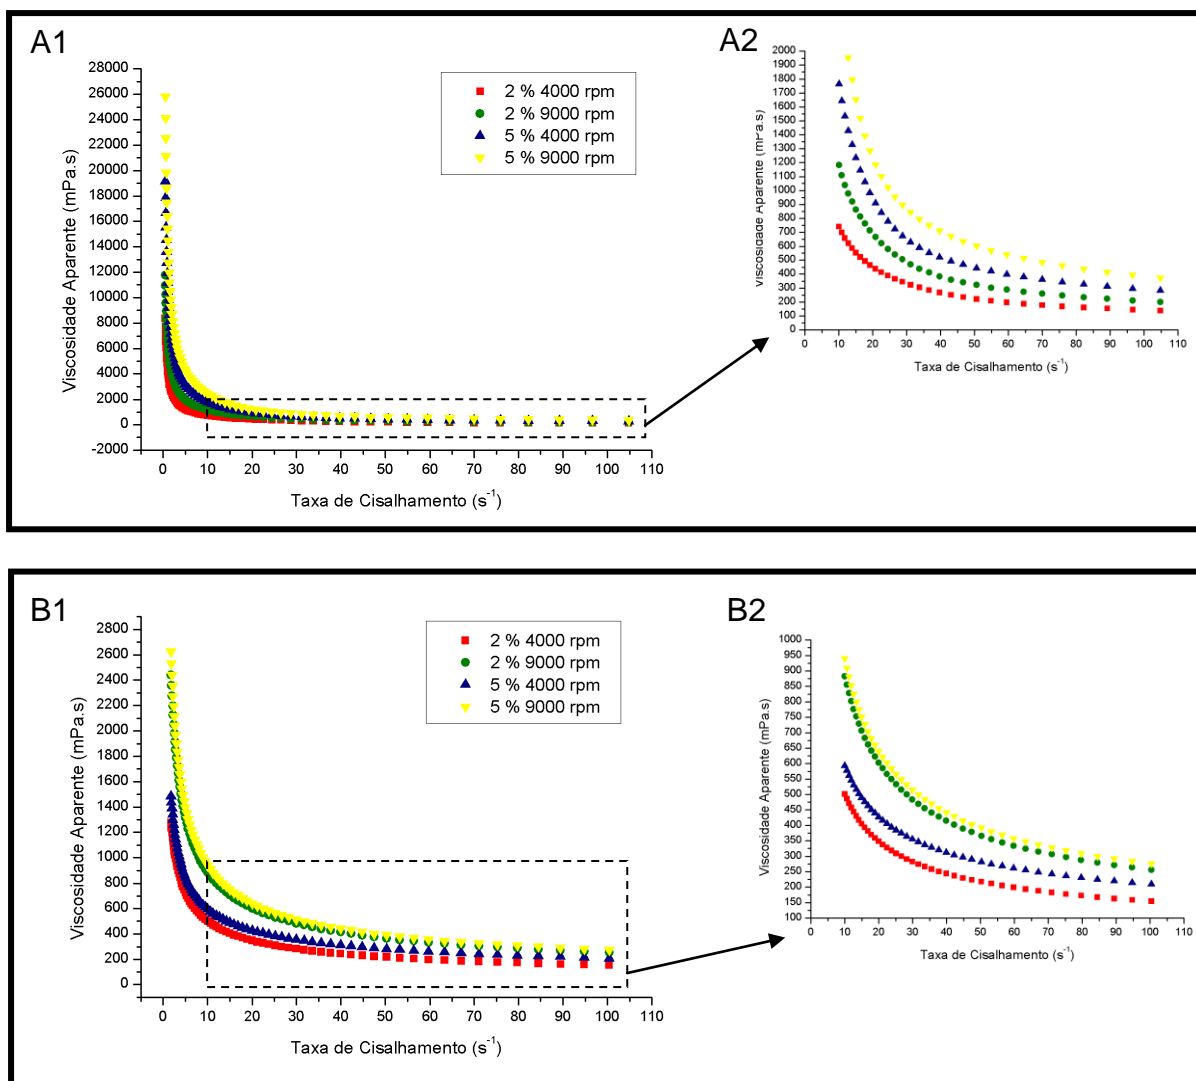 A1
28000
26000
24000
22000
20000
18000
16000
14000
12000
10000
8000
6000
4000
2000
0
-2000
Viscosidade Aparente (mPa.s)
0 10 20 30 40 50 60 70 80 90 100 110
Taxa de Cisalhamento (s⁻¹)
2 % 4000 rpm
2 % 9000 rpm
5 % 4000 rpm
5 % 9000 rpm
A2
2000
1900
1800
1700
1600
1500
1400
1300
1200
1100
1000
900
800
700
600
500
400
300
200
100
0
Viscosidade Aparente (mPa.s)
0 10 20 30 40 50 60 70 80 90 100 110
Taxa de Cisalhamento (s⁻¹)
B1
2800
2600
2400
2200
2000
1800
1600
1400
1200
1000
800
600
400
200
0
Viscosidade Aparente (mPa.s)
0 10 20 30 40 50 60 70 80 90 100 110
Taxa de Cisalhamento (s⁻¹)
2 % 4000 rpm
2 % 9000 rpm
5 % 4000 rpm
5 % 9000 rpm
B2
1000
950
900
850
800
750
700
650
600
550
500
450
400
350
300
250
200
150
100
Viscosidade Aparente (mPa.s)
0 10 20 30 40 50 60 70 80 90 100 110
Taxa de Cisalhamento (s⁻¹)